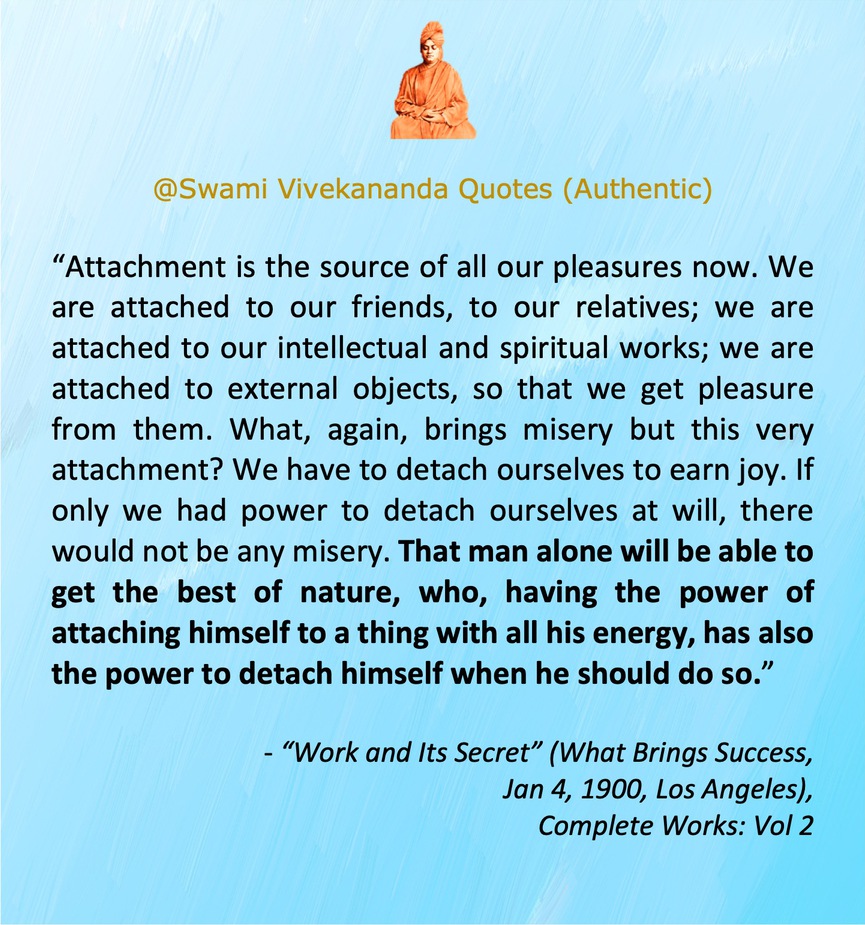 @Swami Vivekananda Quotes (Authentic)
“Attachment is the source of all our pleasures now. We
are attached to our friends, to our relatives; we are
attached to our intellectual and spiritual works; we are
attached to external objects, so that we get pleasure
from them. What, again, brings misery but this very
attachment? We have to detach ourselves to earn joy. If
only we had power to detach ourselves at will, there
would not be any misery. That man alone will be able to
get the best of nature, who, having the power of
attaching himself to a thing with all his energy, has also
the power to detach himself when he should do so.”
- “Work and Its Secret” (What Brings Success,
Jan 4, 1900, Los Angeles),
Complete Works: Vol 2